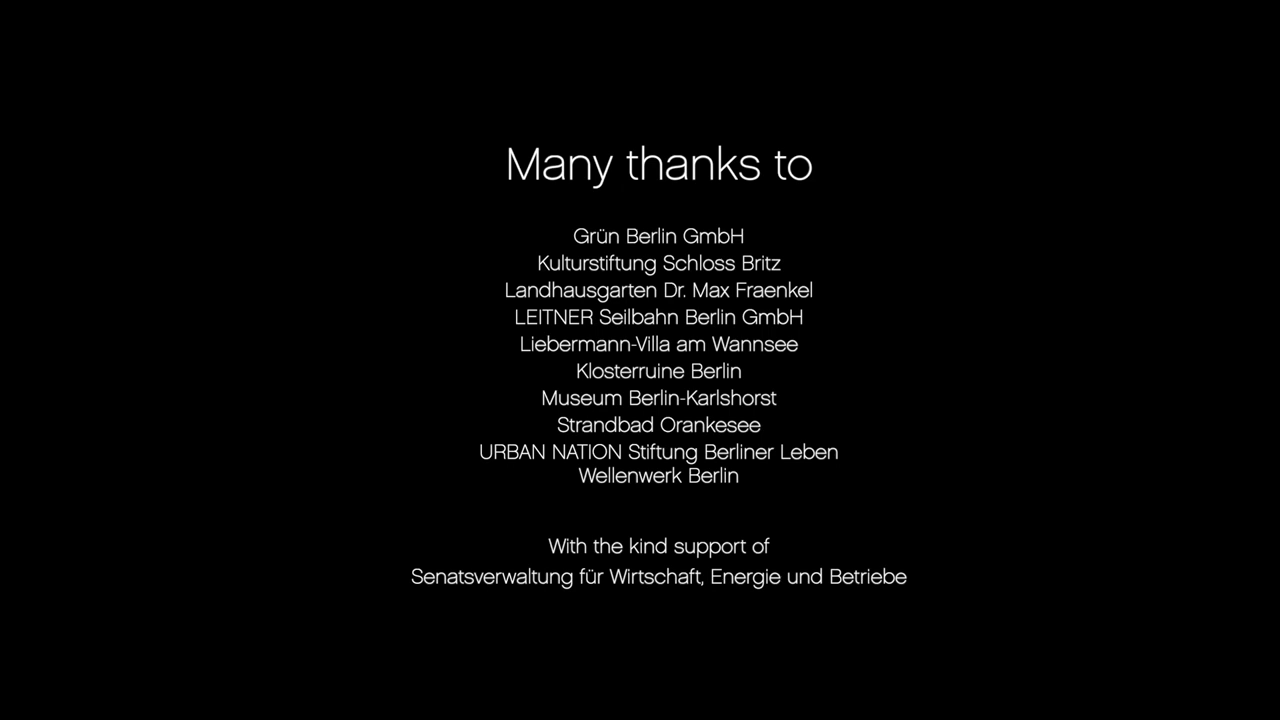 Many thanks to
Grün Berlin GmbH
Kulturstiftung Schloss Britz
Landhausgarten Dr. Max Fraenkel
LEITNER Seilbahn Berlin GmbH
Liebermann-Villa am Wannsee
Klosterruine Berlin
Museum Berlin-Karlshorst
Strandbad Orankesee
URBAN NATION Stiftung Berliner Leben
Wellenwerk Berlin
With the kind support of
Senatsverwaltung für Wirtschaft, Energie und Betriebe